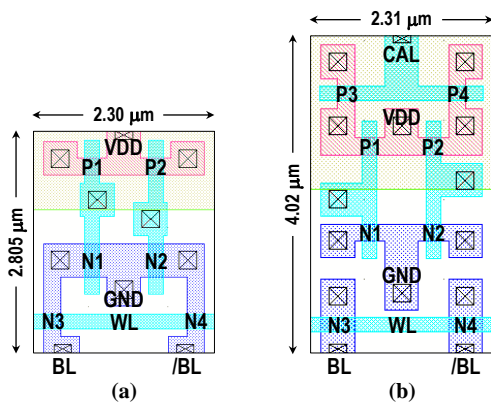 2.30 μm
2.805 μm
VDD
P1
P2
N1
N2
GND
N3
WL
N4
BL
/BL
(a)
2.31 μm
4.02 μm
CAL
P3
P4
VDD
P1
P2
N1
N2
GND
N3
WL
N4
BL
/BL
(b)